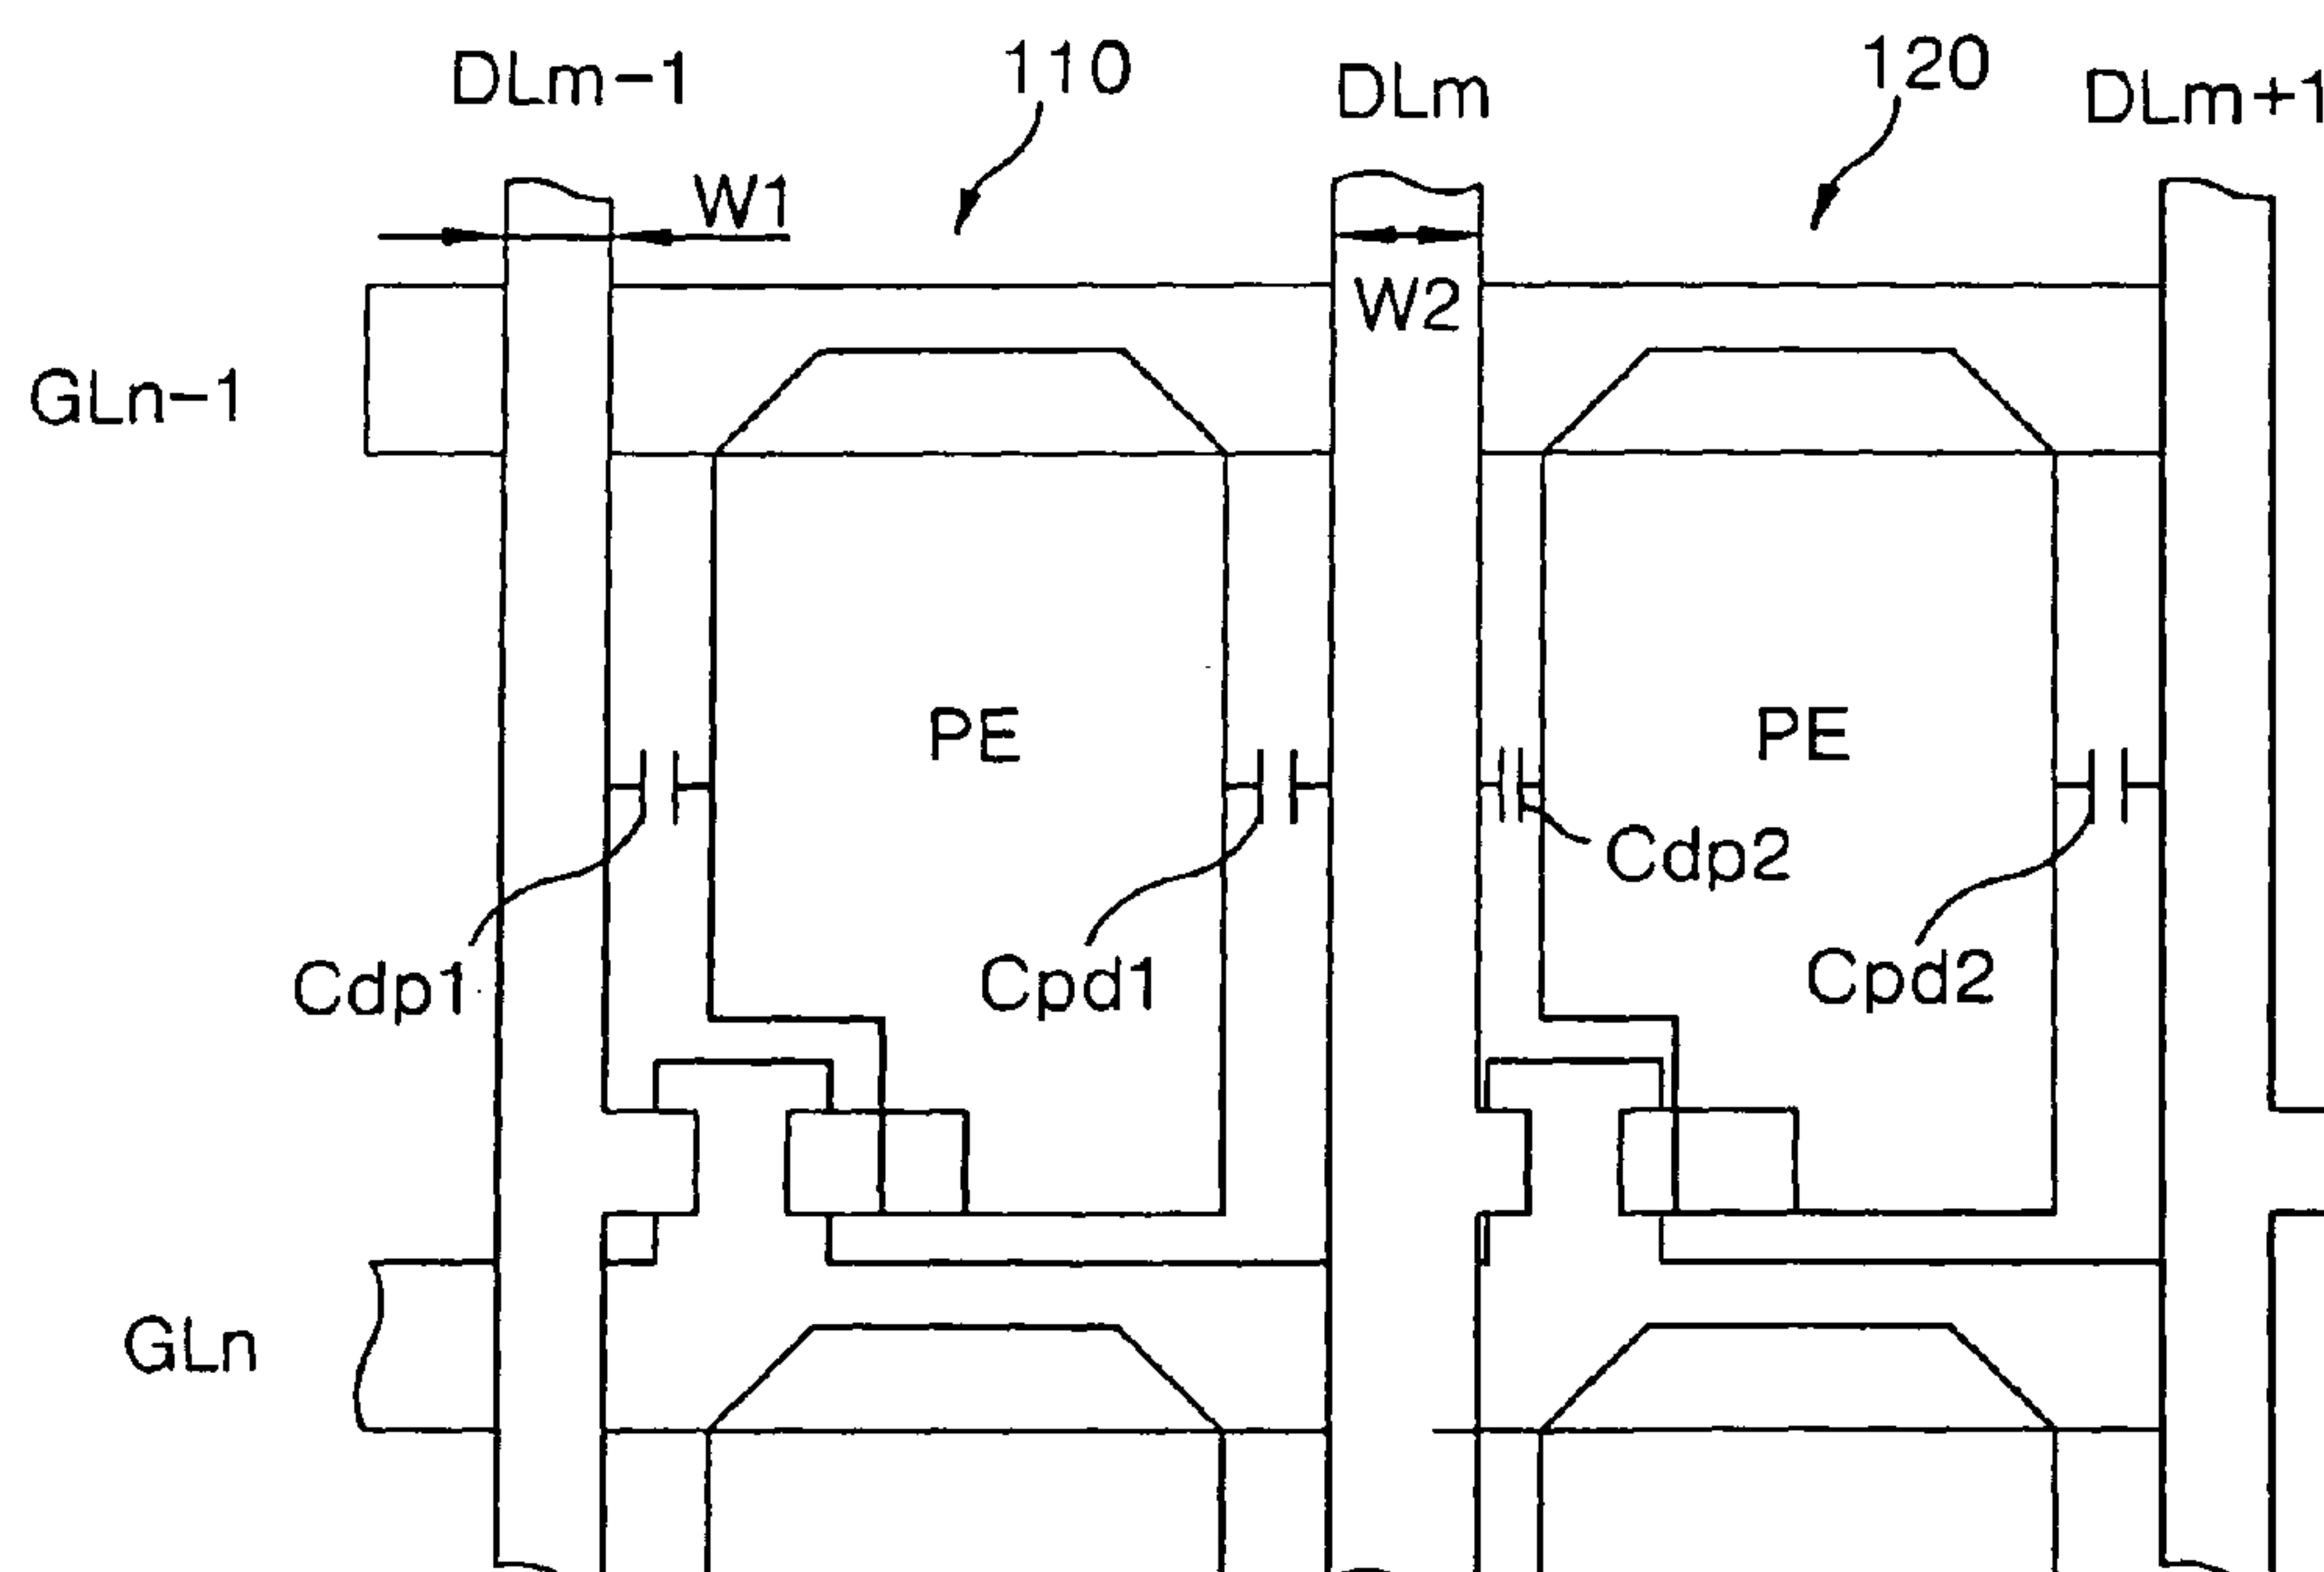 DLm-1
110
DLm
120
DLm+1
W1
W2
GLn-1
PE
PE
Cdp2
Cdp1
Cpd1
Cpd2
GLn